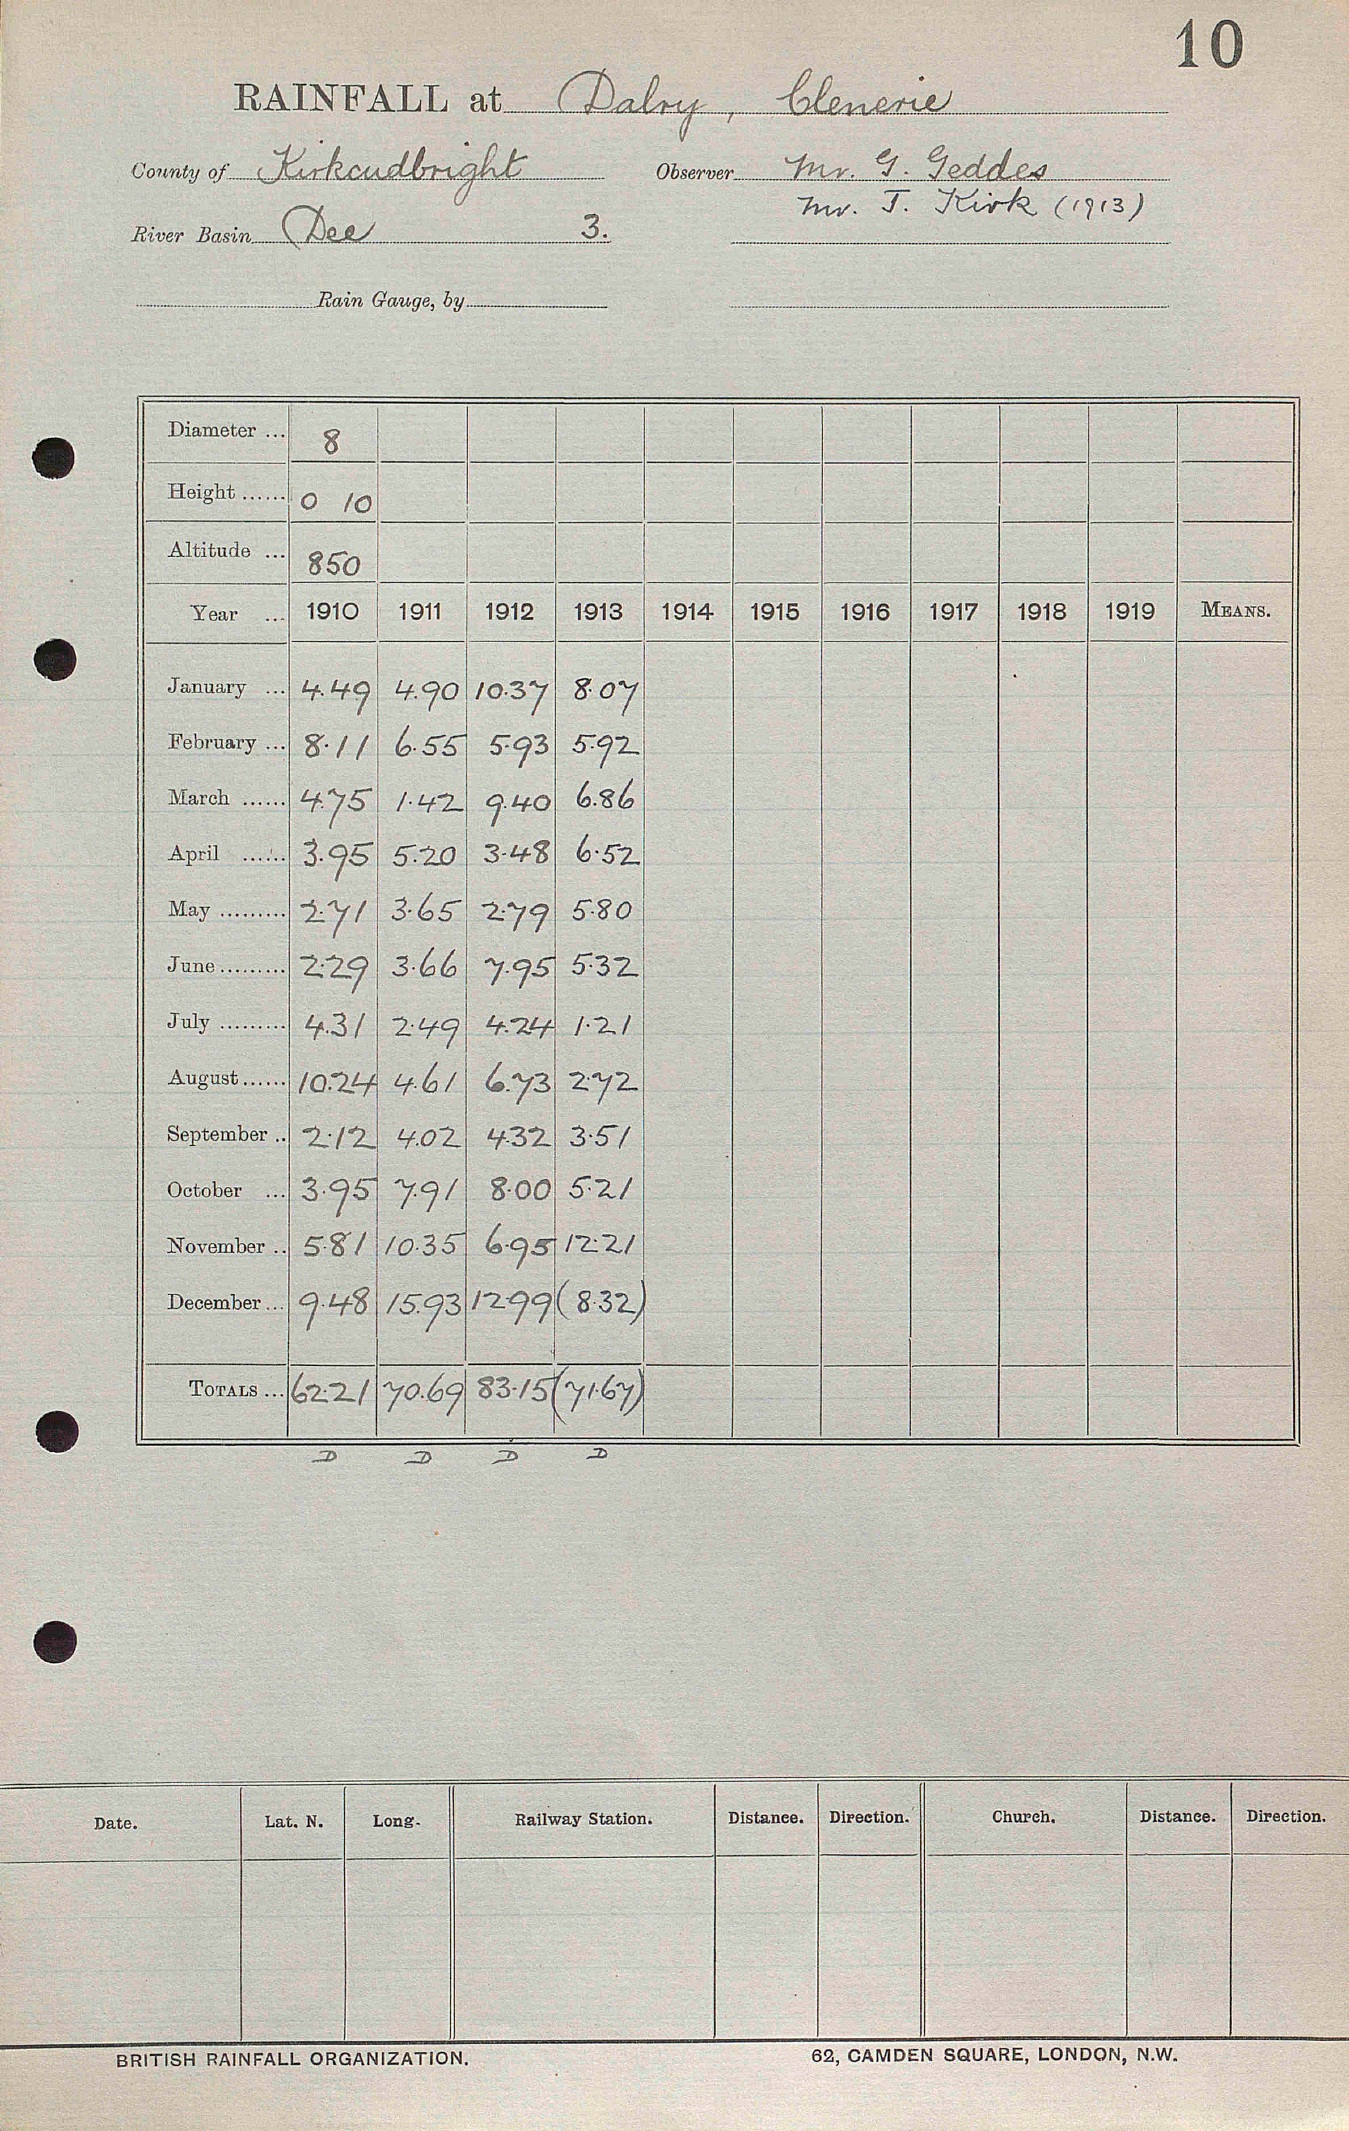 10
RAINFALL at Dalry, Clenerie
County of Kirkcudbright Observer Mr. G. Geddes
Mr. T. Kirk (1913)
River Basin Dee 3.
Rain Gauge, by
Diameter ... 8
Height ...... 0 10
Altitude ... 850
Year ... 1910 1911 1912 1913 1914 1915 1916 1917 1918 1919 MEANS.
January ... 4.49 4.90 10.37 8.07
February ... 8.11 6.55 5.93 5.92
March ...... 4.75 1.42 9.40 6.86
April ...... 3.95 5.20 3.48 6.52
May ......... 2.71 3.65 2.79 5.80
June ......... 2.29 3.66 7.95 5.32
July ......... 4.31 2.49 4.24 1.21
August ...... 10.24 4.61 6.73 2.72
September .. 2.12 4.02 4.32 3.51
October ... 3.95 7.91 8.00 5.21
November .. 5.81 10.35 6.95 12.21
December ... 9.48 15.93 12.99 (8.32)
TOTALS ... 62.21 70.69 83.15 (71.67)
D D D D
Date. Lat. N. Long. Railway Station. Distance. Direction. Church. Distance. Direction.
BRITISH RAINFALL ORGANIZATION. 62, CAMDEN SQUARE, LONDON, N.W.